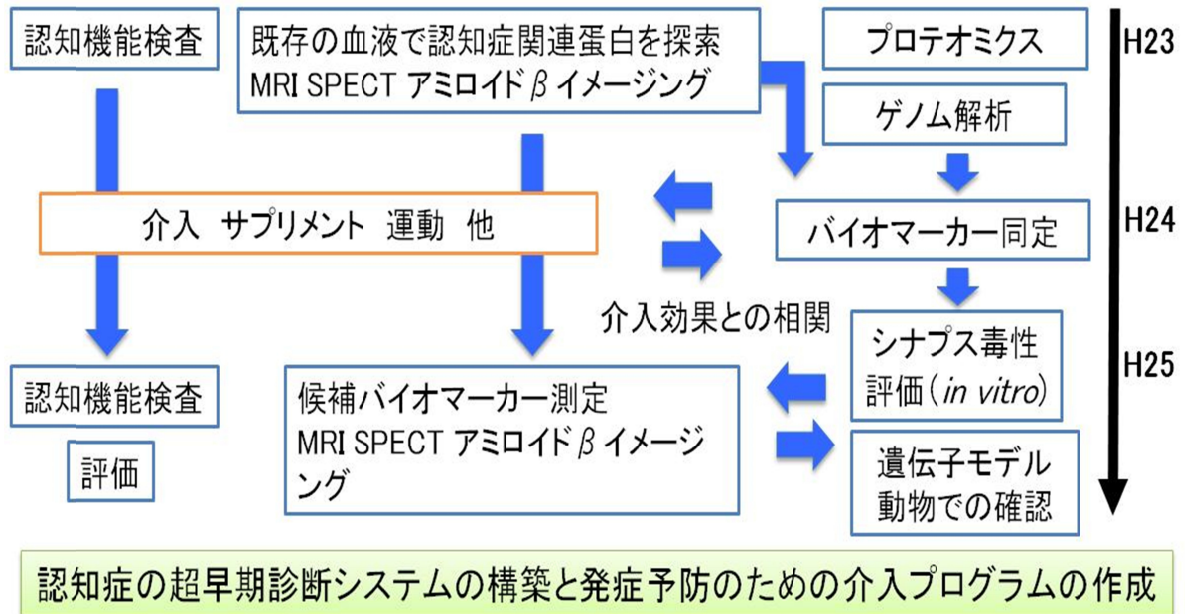 認知機能検査
既存の血液で認知症関連蛋白を探索
MRI SPECT アミロイドβイメージング
プロテオミクス
H23
ゲノム解析
介入 サプリメント 運動 他
バイオマーカー同定
H24
介入効果との相関
シナプス毒性
評価(in vitro)
H25
認知機能検査
評価
候補バイオマーカー測定
MRI SPECT アミロイドβイメージ
ング
遺伝子モデル
動物での確認
認知症の超早期診断システムの構築と発症予防のための介入プログラムの作成